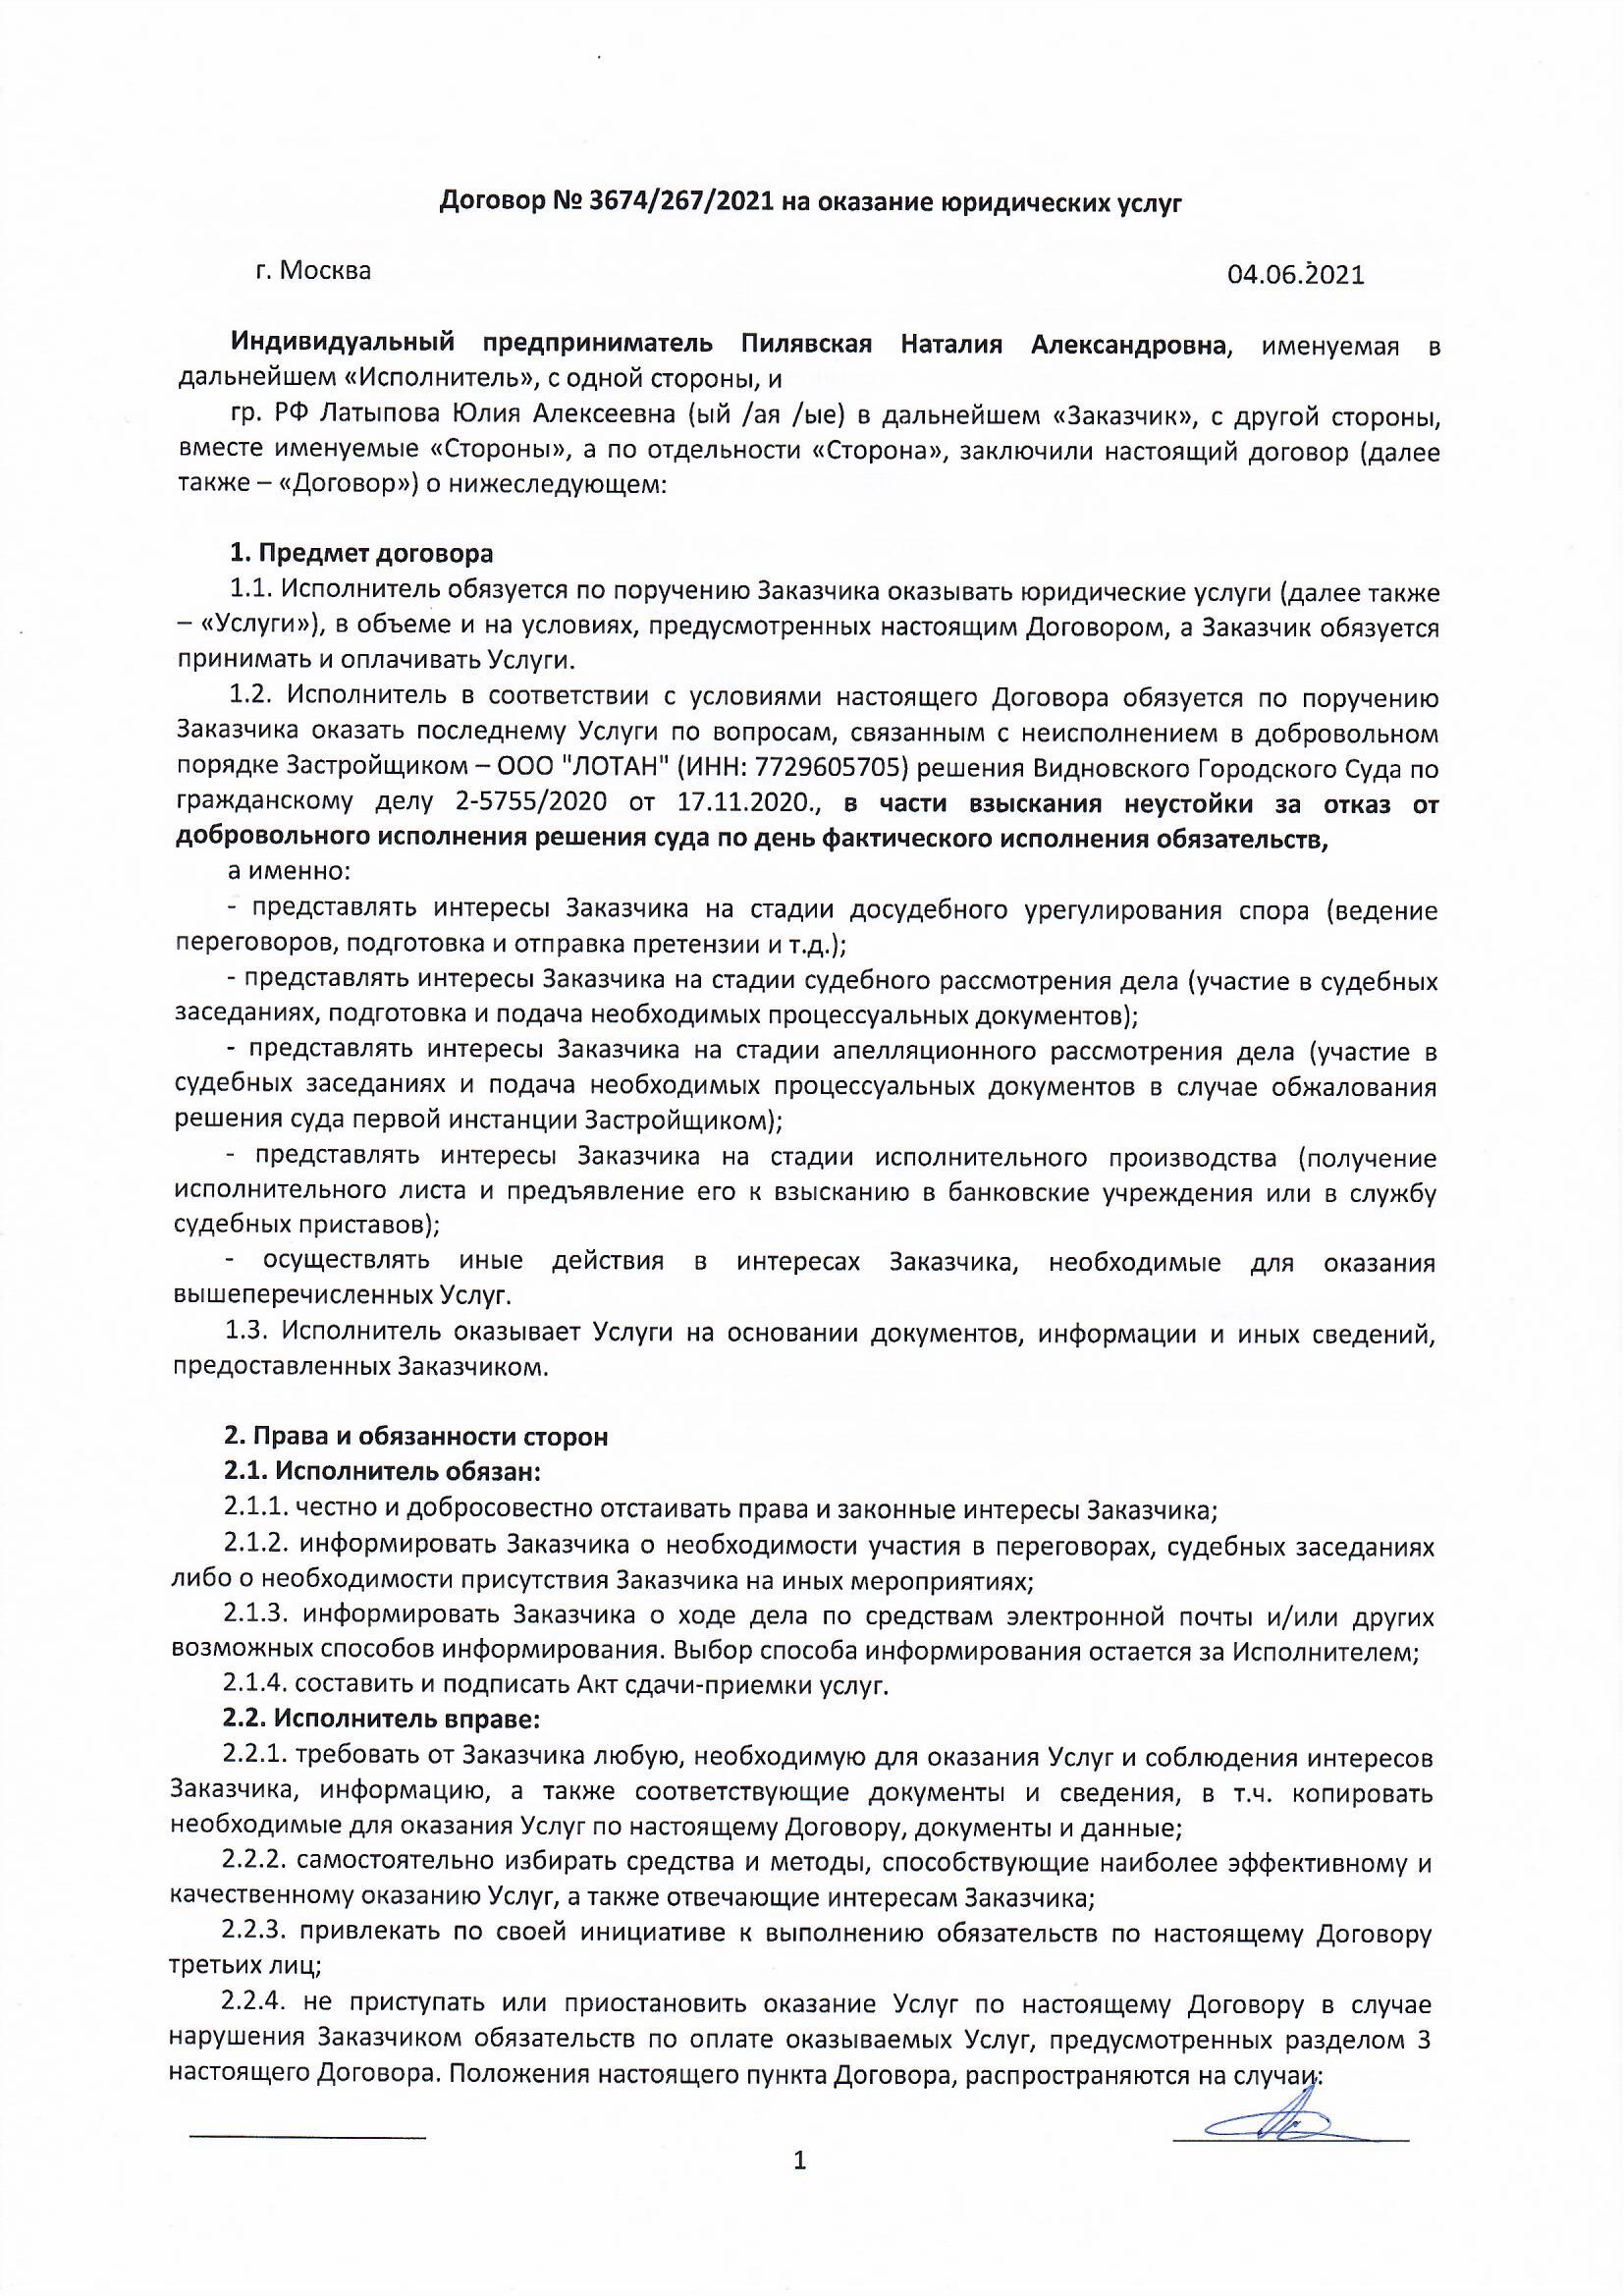 Договор № 3674/267/2021 на оказание юридических услуг
г. Москва 04.06.2021
Индивидуальный предприниматель Пилявская Наталия Александровна, именуемая в
дальнейшем «Исполнитель», с одной стороны, и
гр. РФ Латыпова Юлия Алексеевна (ый /ая /ые) в дальнейшем «Заказчик», с другой стороны,
вместе именуемые «Стороны», а по отдельности «Сторона», заключили настоящий договор (далее
также – «Договор») о нижеследующем:
1. Предмет договора
1.1. Исполнитель обязуется по поручению Заказчика оказывать юридические услуги (далее также
– «Услуги»), в объеме и на условиях, предусмотренных настоящим Договором, а Заказчик обязуется
принимать и оплачивать Услуги.
1.2. Исполнитель в соответствии с условиями настоящего Договора обязуется по поручению
Заказчика оказать последнему Услуги по вопросам, связанным с неисполнением в добровольном
порядке Застройщиком – ООО "ЛОТАН" (ИНН: 7729605705) решения Видновского Городского Суда по
гражданскому делу 2-5755/2020 от 17.11.2020., в части взыскания неустойки за отказ от
добровольного исполнения решения суда по день фактического исполнения обязательств,
а именно:
- представлять интересы Заказчика на стадии досудебного урегулирования спора (ведение
переговоров, подготовка и отправка претензии и т.д.);
- представлять интересы Заказчика на стадии судебного рассмотрения дела (участие в судебных
заседаниях, подготовка и подача необходимых процессуальных документов);
- представлять интересы Заказчика на стадии апелляционного рассмотрения дела (участие в
судебных заседаниях и подача необходимых процессуальных документов в случае обжалования
решения суда первой инстанции Застройщиком);
- представлять интересы Заказчика на стадии исполнительного производства (получение
исполнительного листа и предъявление его к взысканию в банковские учреждения или в службу
судебных приставов);
- осуществлять иные действия в интересах Заказчика, необходимые для оказания
вышеперечисленных Услуг.
1.3. Исполнитель оказывает Услуги на основании документов, информации и иных сведений,
предоставленных Заказчиком.
2. Права и обязанности сторон
2.1. Исполнитель обязан:
2.1.1. честно и добросовестно отстаивать права и законные интересы Заказчика;
2.1.2. информировать Заказчика о необходимости участия в переговорах, судебных заседаниях
либо о необходимости присутствия Заказчика на иных мероприятиях;
2.1.3. информировать Заказчика о ходе дела по средствам электронной почты и/или других
возможных способов информирования. Выбор способа информирования остается за Исполнителем;
2.1.4. составить и подписать Акт сдачи-приемки услуг.
2.2. Исполнитель вправе:
2.2.1. требовать от Заказчика любую, необходимую для оказания Услуг и соблюдения интересов
Заказчика, информацию, а также соответствующие документы и сведения, в т.ч. копировать
необходимые для оказания Услуг по настоящему Договору, документы и данные;
2.2.2. самостоятельно избирать средства и методы, способствующие наиболее эффективному и
качественному оказанию Услуг, а также отвечающие интересам Заказчика;
2.2.3. привлекать по своей инициативе к выполнению обязательств по настоящему Договору
третьих лиц;
2.2.4. не приступать или приостановить оказание Услуг по настоящему Договору в случае
нарушения Заказчиком обязательств по оплате оказываемых Услуг, предусмотренных разделом 3
настоящего Договора. Положения настоящего пункта Договора, распространяются на случаи:
1